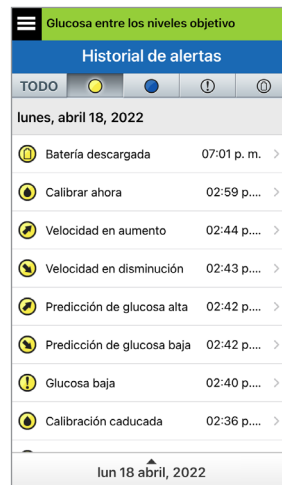 Glucosa entre los niveles objetivo
Historial de alertas
TODO
lunes, abril 18, 2022
Batería descargada 07:01 p. m.
Calibrar ahora 02:59 p....
Velocidad en aumento 02:44 p....
Velocidad en disminución 02:43 p....
Predicción de glucosa alta 02:42 p....
Predicción de glucosa baja 02:42 p....
Glucosa baja 02:40 p....
Calibración caducada 02:36 p....
lun 18 abril, 2022